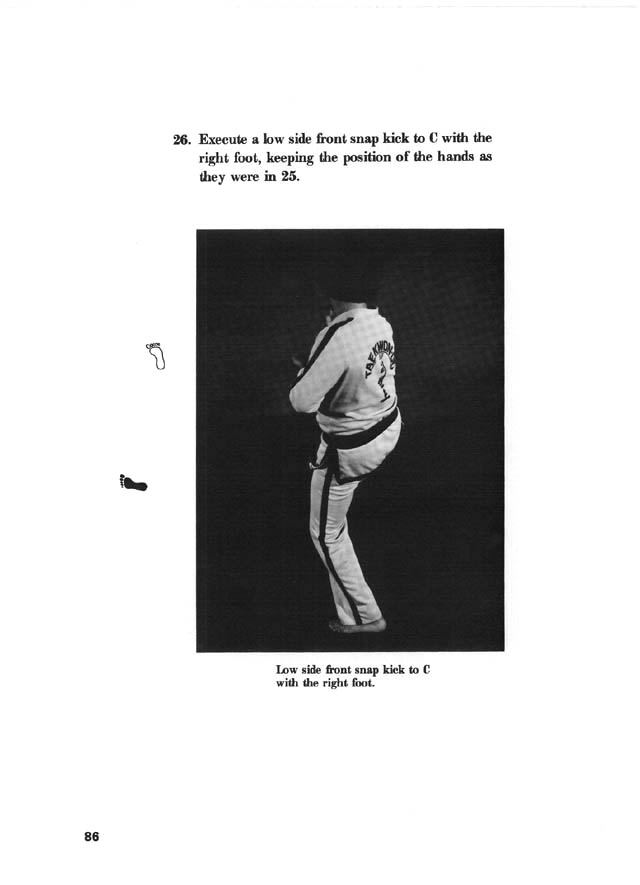 26. Execute a low side front snap kick to C with the
right foot, keeping the position of the hands as
they were in 25.
TAEKWON
Low side front snap kick to C
with the right foot.
86